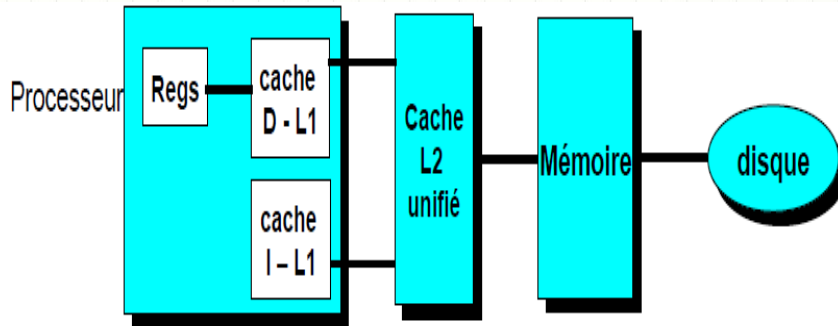 Processeur
Regs
cache
D - L1
cache
I – L1
Cache
L2
unifié
Mémoire
disque